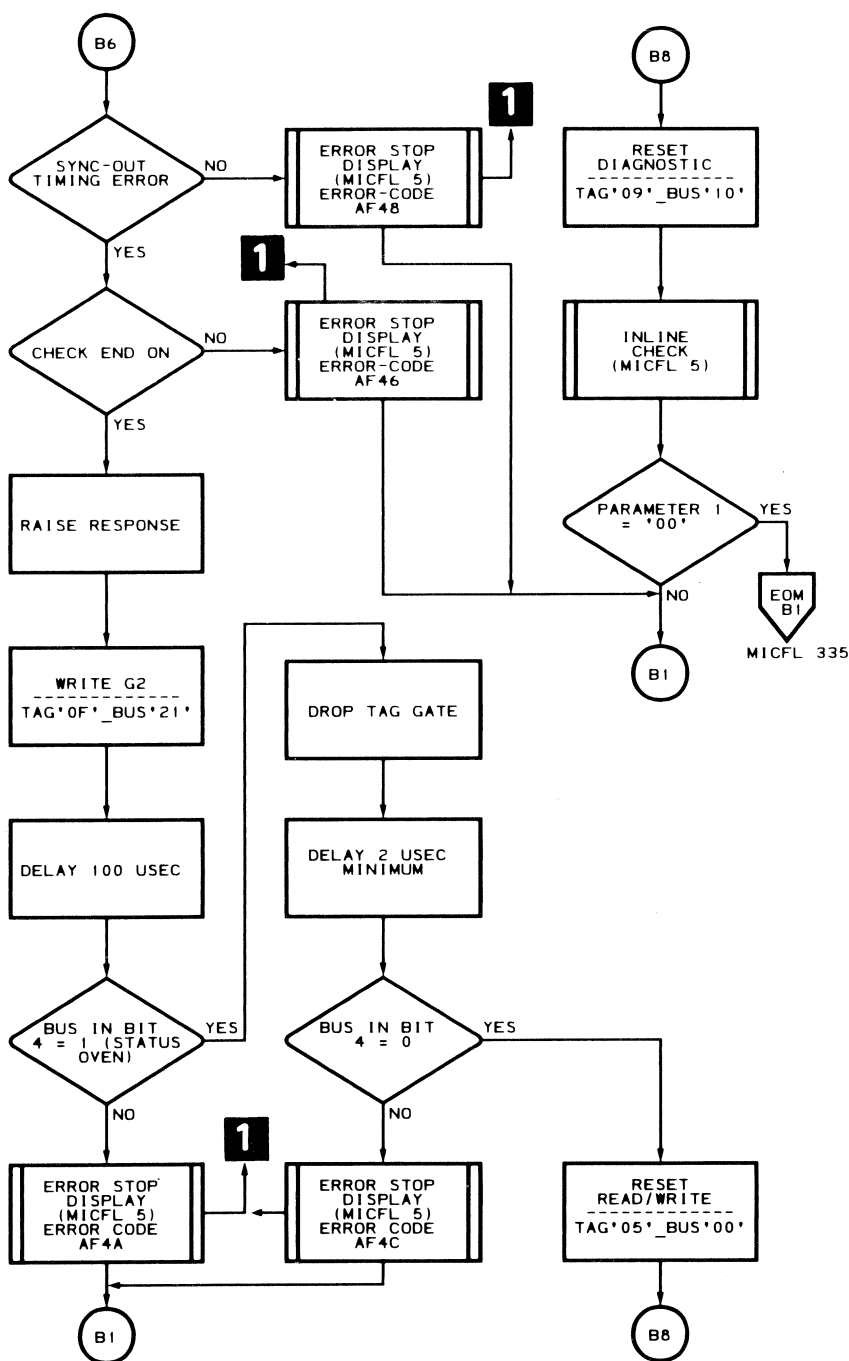 B6
SYNC-OUT
TIMING ERROR
NO
YES
ERROR STOP
DISPLAY
(MICFL 5)
ERROR-CODE
AF48
1
CHECK END ON
NO
YES
1
ERROR STOP
DISPLAY
(MICFL 5)
ERROR-CODE
AF46
RAISE RESPONSE
WRITE G2
TAG'0F'_BUS'21'
DELAY 100 USEC
BUS IN BIT
4 = 1 (STATUS
OVEN)
YES
NO
ERROR STOP
DISPLAY
(MICFL 5)
ERROR CODE
AF4A
1
B1
DROP TAG GATE
DELAY 2 USEC
MINIMUM
BUS IN BIT
4 = 0
YES
NO
ERROR STOP
DISPLAY
(MICFL 5)
ERROR CODE
AF4C
RESET
READ/WRITE
TAG'05'_BUS'00'
B8
B8
RESET
DIAGNOSTIC
TAG'09'_BUS'10'
INLINE
CHECK
(MICFL 5)
PARAMETER 1
= '00'
YES
NO
EOM
B1
MICFL 335
B1